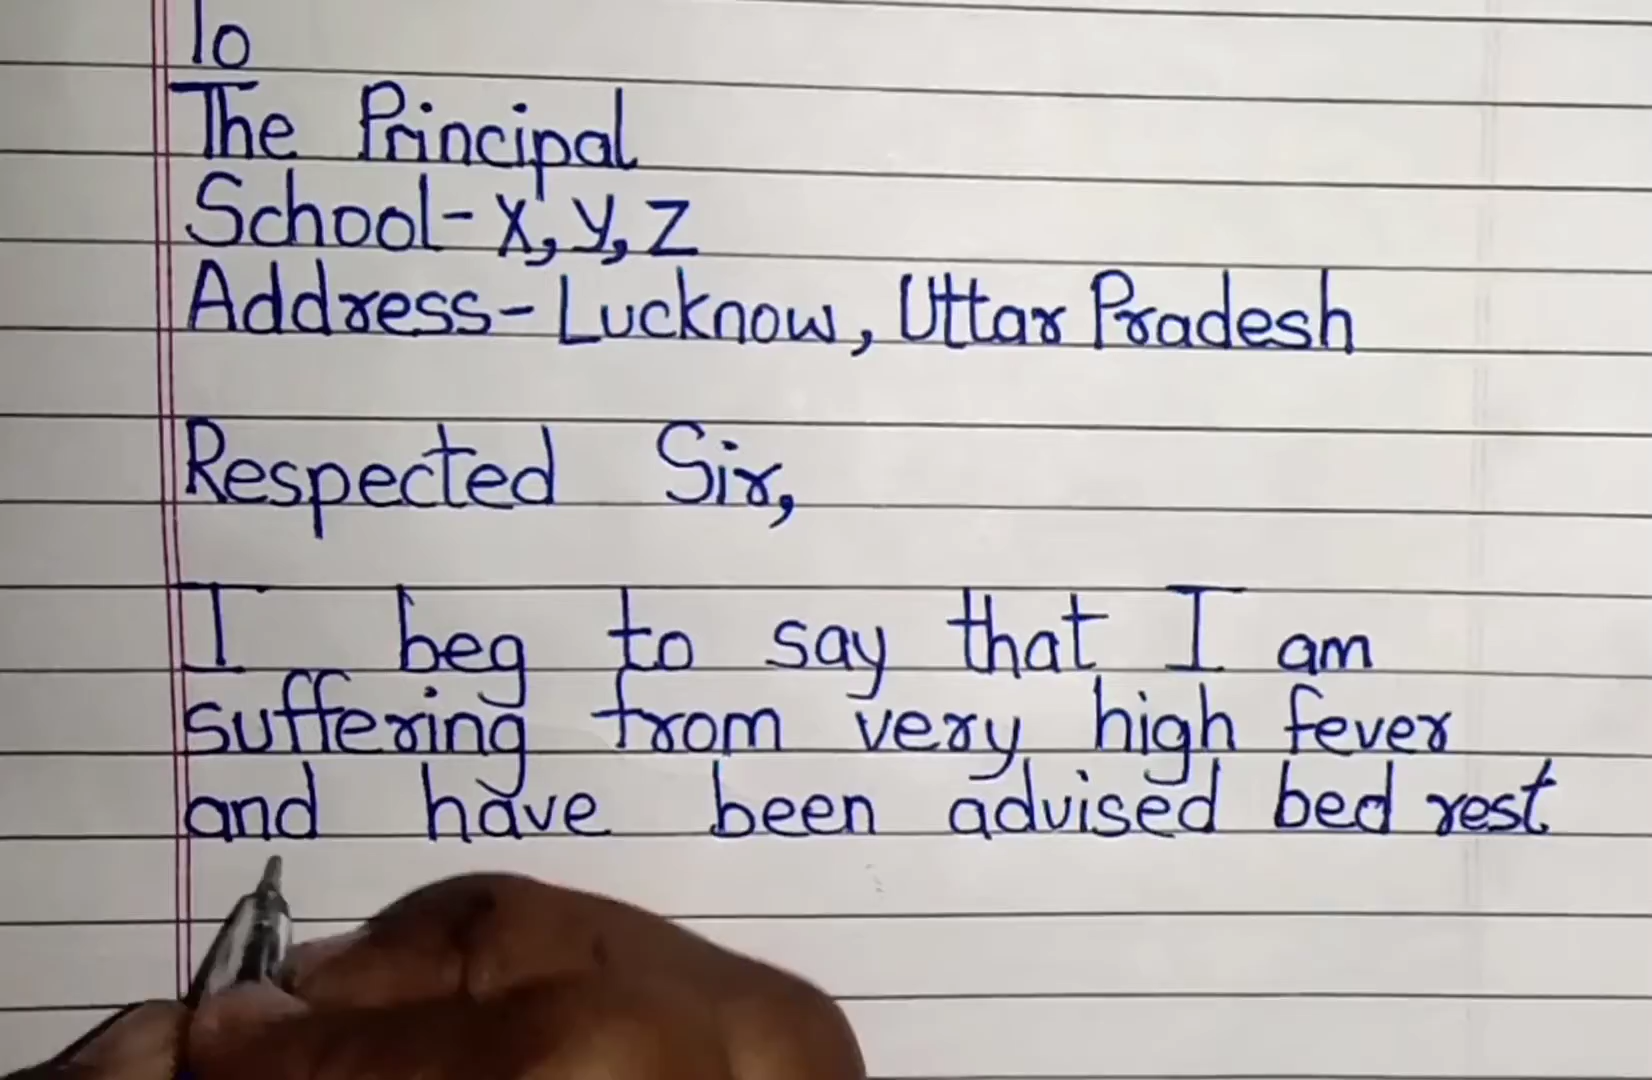 To
The Principal
School-X,Y,Z
Address-Lucknow, Uttar Pradesh
Respected Sir,
I beg to say that I am
suffering from very high fever
and have been advised bed rest